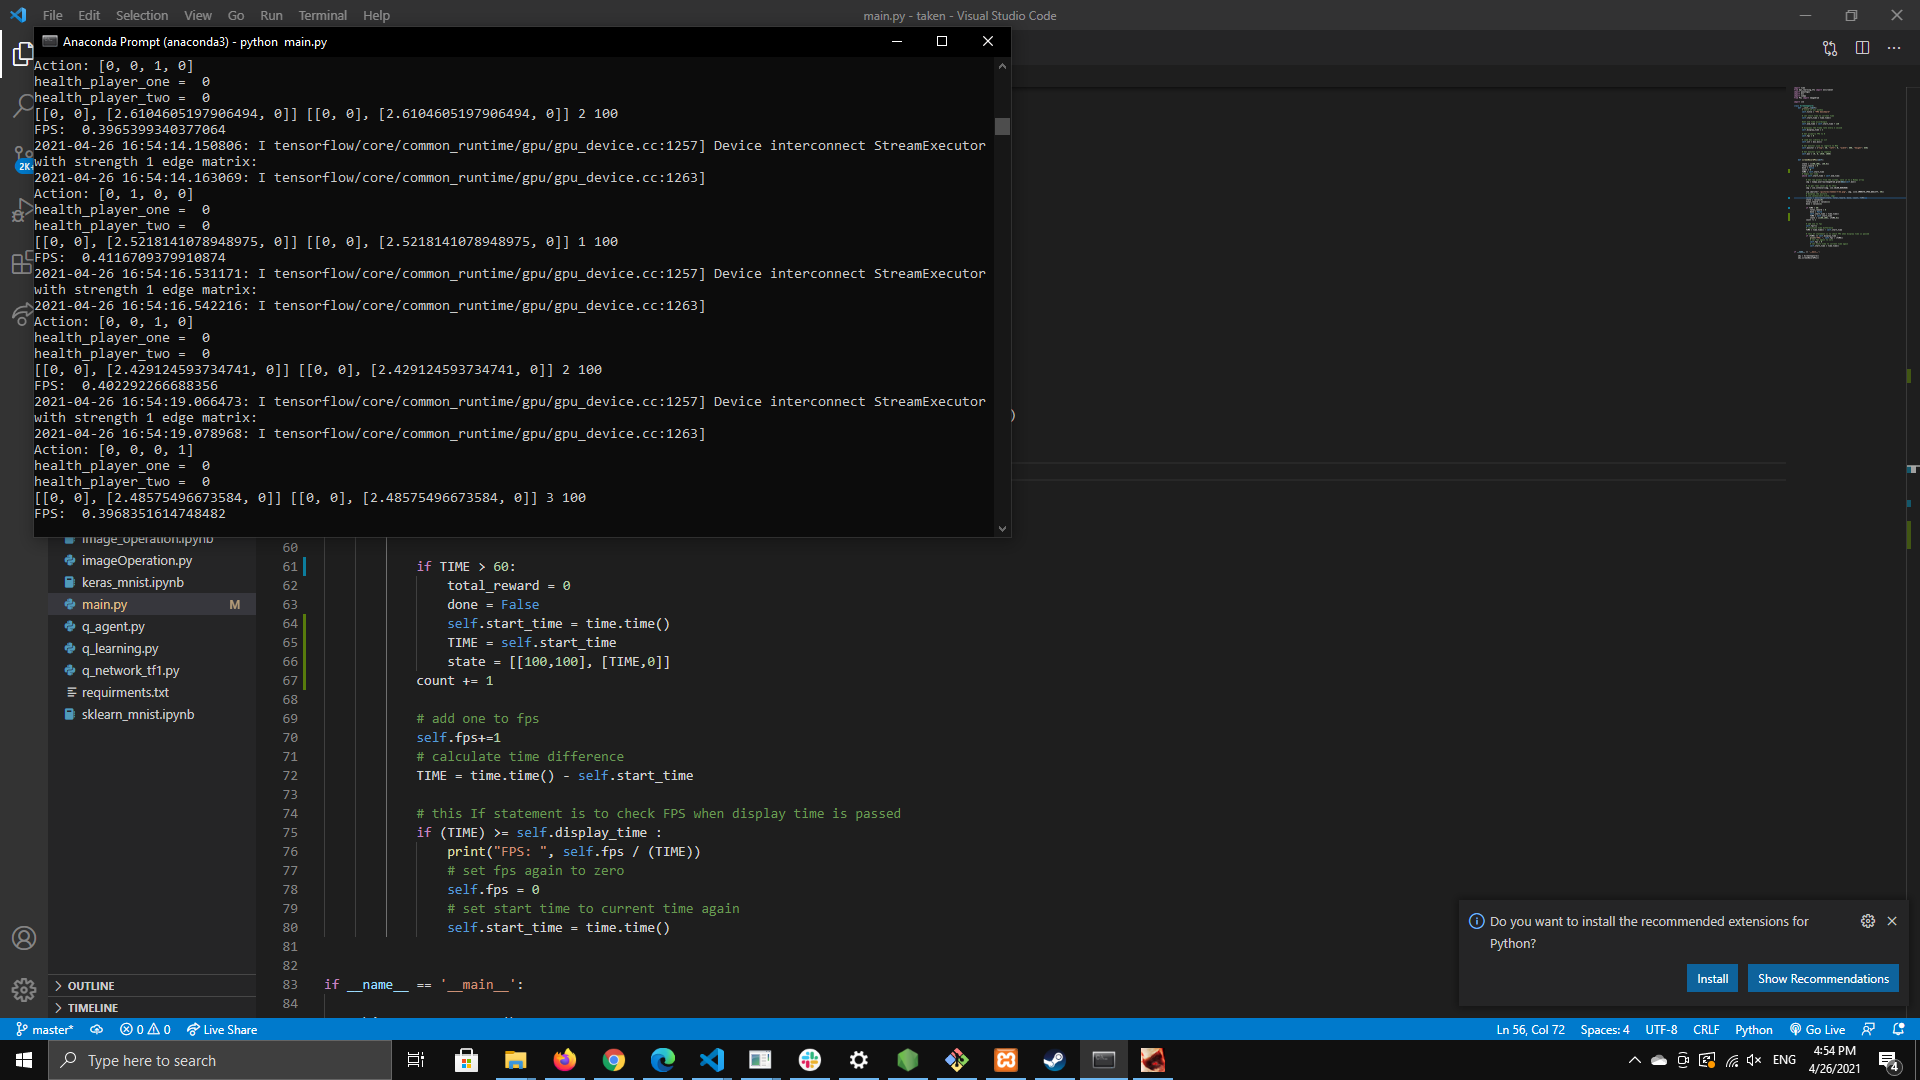 File Edit Selection View Go Run Terminal Help
main.py - taken - Visual Studio Code
Anaconda Prompt (anaconda3) - python  main.py
Action: [0, 0, 1, 0]
health_player_one =  0
health_player_two =  0
[[0, 0], [2.6104605197906494, 0]] [[0, 0], [2.6104605197906494, 0]] 2 100
FPS:  0.3965399340377064
2021-04-26 16:54:14.150806: I tensorflow/core/common_runtime/gpu/gpu_device.cc:1257] Device interconnect StreamExecutor
with strength 1 edge matrix:
2021-04-26 16:54:14.163069: I tensorflow/core/common_runtime/gpu/gpu_device.cc:1263]
Action: [0, 1, 0, 0]
health_player_one =  0
health_player_two =  0
[[0, 0], [2.5218141078948975, 0]] [[0, 0], [2.5218141078948975, 0]] 1 100
FPS:  0.4116709379910874
2021-04-26 16:54:16.531171: I tensorflow/core/common_runtime/gpu/gpu_device.cc:1257] Device interconnect StreamExecutor
with strength 1 edge matrix:
2021-04-26 16:54:16.542216: I tensorflow/core/common_runtime/gpu/gpu_device.cc:1263]
Action: [0, 0, 1, 0]
health_player_one =  0
health_player_two =  0
[[0, 0], [2.429124593734741, 0]] [[0, 0], [2.429124593734741, 0]] 2 100
FPS:  0.402292266688356
2021-04-26 16:54:19.066473: I tensorflow/core/common_runtime/gpu/gpu_device.cc:1257] Device interconnect StreamExecutor
with strength 1 edge matrix:
2021-04-26 16:54:19.078968: I tensorflow/core/common_runtime/gpu/gpu_device.cc:1263]
Action: [0, 0, 0, 1]
health_player_one =  0
health_player_two =  0
[[0, 0], [2.48575496673584, 0]] [[0, 0], [2.48575496673584, 0]] 3 100
FPS:  0.3968351614748482
)
2K+
image_operation.ipynb
imageOperation.py
keras_mnist.ipynb
main.py M
q_agent.py
q_learning.py
q_network_tf1.py
requirments.txt
sklearn_mnist.ipynb
OUTLINE
TIMELINE
60
61 if TIME > 60:
62 total_reward = 0
63 done = False
64 self.start_time = time.time()
65 TIME = self.start_time
66 state = [[100,100], [TIME,0]]
67 count += 1
68
69 # add one to fps
70 self.fps+=1
71 # calculate time difference
72 TIME = time.time() - self.start_time
73
74 # this If statement is to check FPS when display time is passed
75 if (TIME) >= self.display_time :
76 print("FPS: ", self.fps / (TIME))
77 # set fps again to zero
78 self.fps = 0
79 # set start time to current time again
80 self.start_time = time.time()
81
82
83 if __name__ == '__main__':
84
Do you want to install the recommended extensions for
Python?
Install
Show Recommendations
master* 0 0 Live Share
Ln 56, Col 72 Spaces: 4 UTF-8 CRLF Python Go Live
Type here to search
ENG
4:54 PM
4/26/2021
4